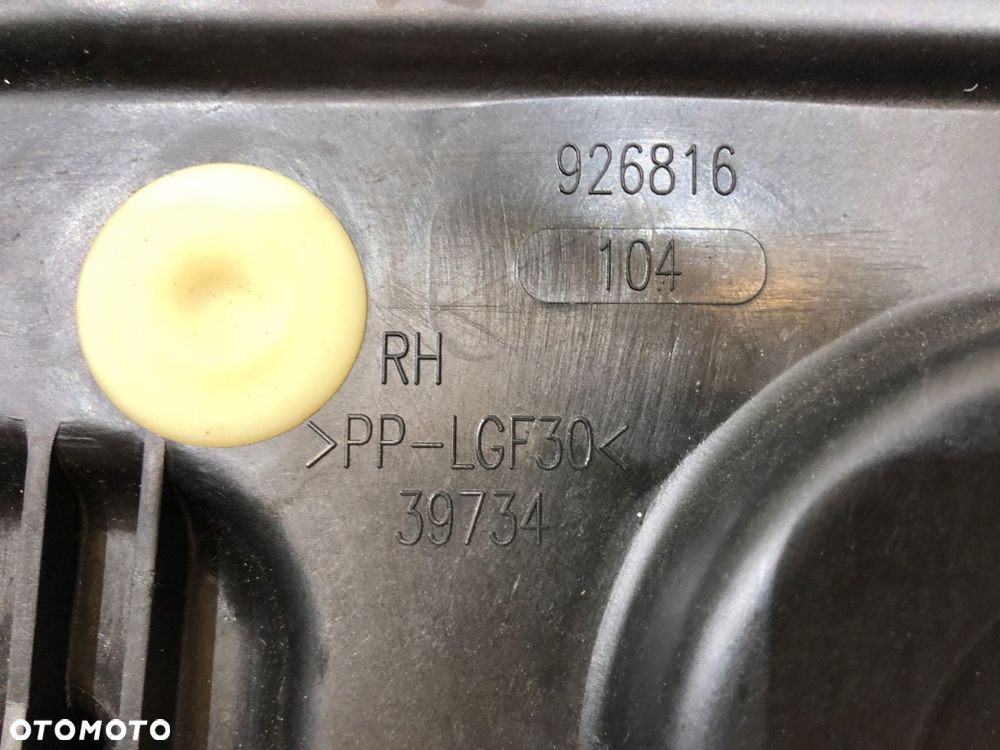 926816
104
RH
>PP-LGF30<
39734
OTOMOTO